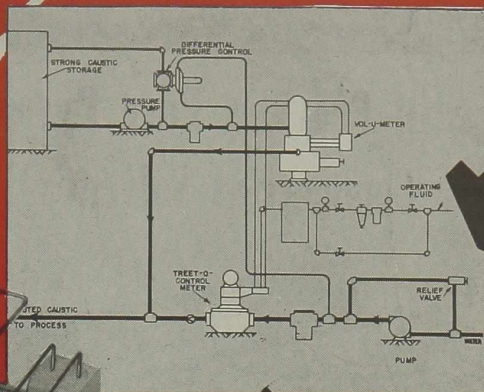 DIFFERENTIAL
PRESSURE CONTROL
STRONG CAUSTIC
STORAGE
PRESSURE
PUMP
VOL-U-METER
OPERATING
FLUID
TREET-O-
CONTROL
METER
RELIEF
VALVE
UTED CAUSTIC
TO PROCESS
PUMP
WATER